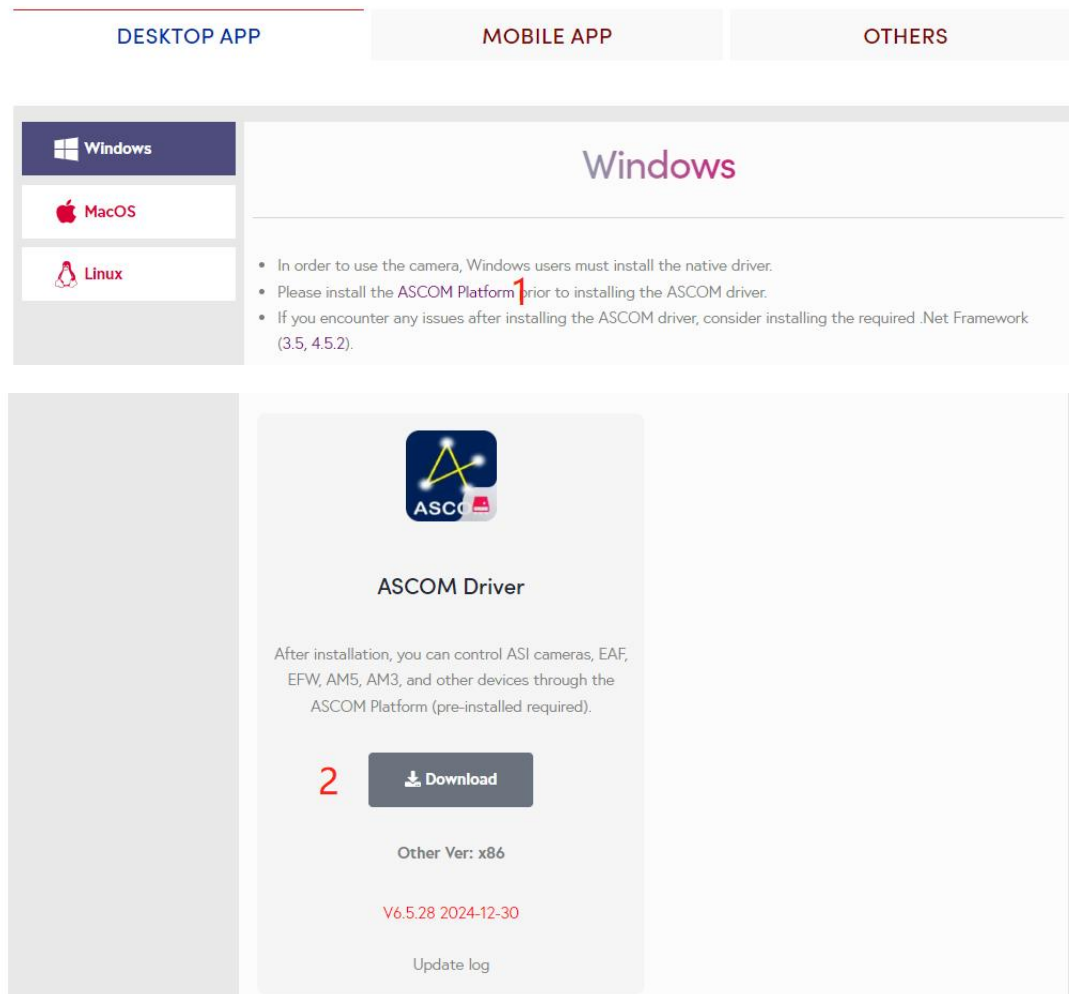 DESKTOP APP
MOBILE APP
OTHERS
Windows
MacOS
Linux
Windows
In order to use the camera, Windows users must install the native driver.
Please install the ASCOM Platform 1 prior to installing the ASCOM driver.
If you encounter any issues after installing the ASCOM driver, consider installing the required .Net Framework
(3.5, 4.5.2).
ASCOM
ASCOM Driver
After installation, you can control ASI cameras, EAF,
EFW, AM5, AM3, and other devices through the
ASCOM Platform (pre-installed required).
2
Download
Other Ver: x86
V6.5.28 2024-12-30
Update log